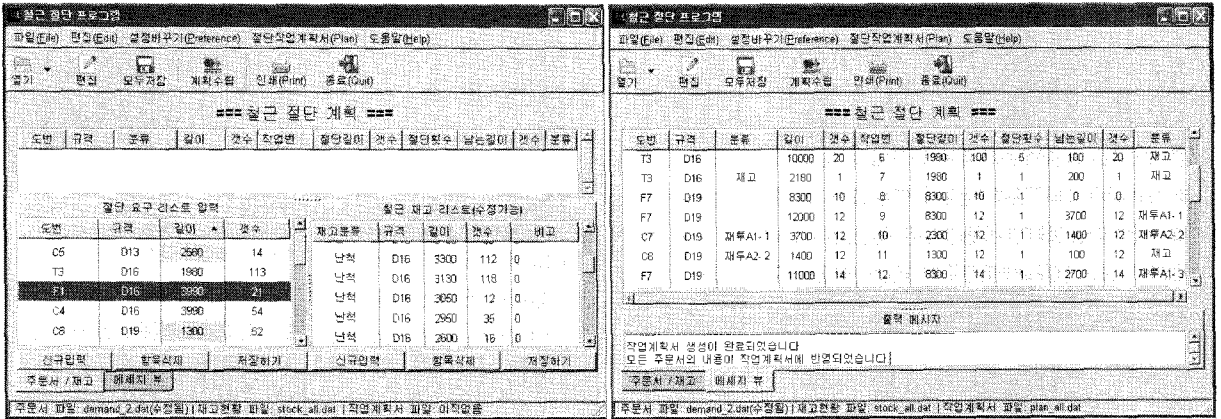 철근 절단 프로그램
파일(File) 편집(Edit) 설정바꾸기(Preference) 절단작업계획서(Plan) 도움말(Help)
열기 편집 모두저장 계획수립 인쇄(Print) 종료(Quit)
=== 철근 절단 계획 ===
도번 규격 분류 길이 갯수 작업번 절단길이 갯수 절단횟수 남는길이 갯수 분류
절단 요구 리스트 입력
도번 규격 길이 갯수
C5 D13 2680 14
T3 D16 1980 113
F1 D16 3990 21
C4 D16 3980 54
C8 D19 1300 52
신규입력 항목삭제 저장하기
철근 재고 리스트(수정가능)
재고분류 규격 길이 갯수 비고
난척 D16 3300 112 0
난척 D16 3130 118 0
난척 D16 3050 12 0
난척 D16 2950 36 0
난척 D16 2600 16 0
신규입력 항목삭제 저장하기
주문서 / 재고 메세지 뷰
주문서 파일: demand_2.dat(수정됨) | 재고현황 파일: stock_all.dat | 작업계획서 파일: 아직없음
철근 절단 프로그램
파일(File) 편집(Edit) 설정바꾸기(Preference) 절단작업계획서(Plan) 도움말(Help)
열기 편집 모두저장 계획수립 인쇄(Print) 종료(Quit)
=== 철근 절단 계획 ===
도번 규격 분류 길이 갯수 작업번 절단길이 갯수 절단횟수 남는길이 갯수 분류
T3 D16 10000 20 6 1980 100 5 100 20 재고
T3 D16 재고 2180 1 7 1980 1 1 200 1 재고
F7 D19 8300 10 8 8300 10 1 0 0
F7 D19 12000 12 9 8300 12 1 3700 12 재투A1-1
C7 D19 재투A1-1 3700 12 10 2300 12 1 1400 12 재투A2-2
C8 D19 재투A2-2 1400 12 11 1300 12 1 100 12 재고
F7 D19 11000 14 12 8300 14 1 2700 14 재투A1-3
출력 메시지
작업계획서 생성이 완료되었습니다
모든 주문서의 내용이 작업계획서에 반영되었습니다
주문서 / 재고 메세지 뷰
주문서 파일: demand_2.dat(수정됨) | 재고현황 파일: stock_all.dat | 작업계획서 파일: plan_all.dat